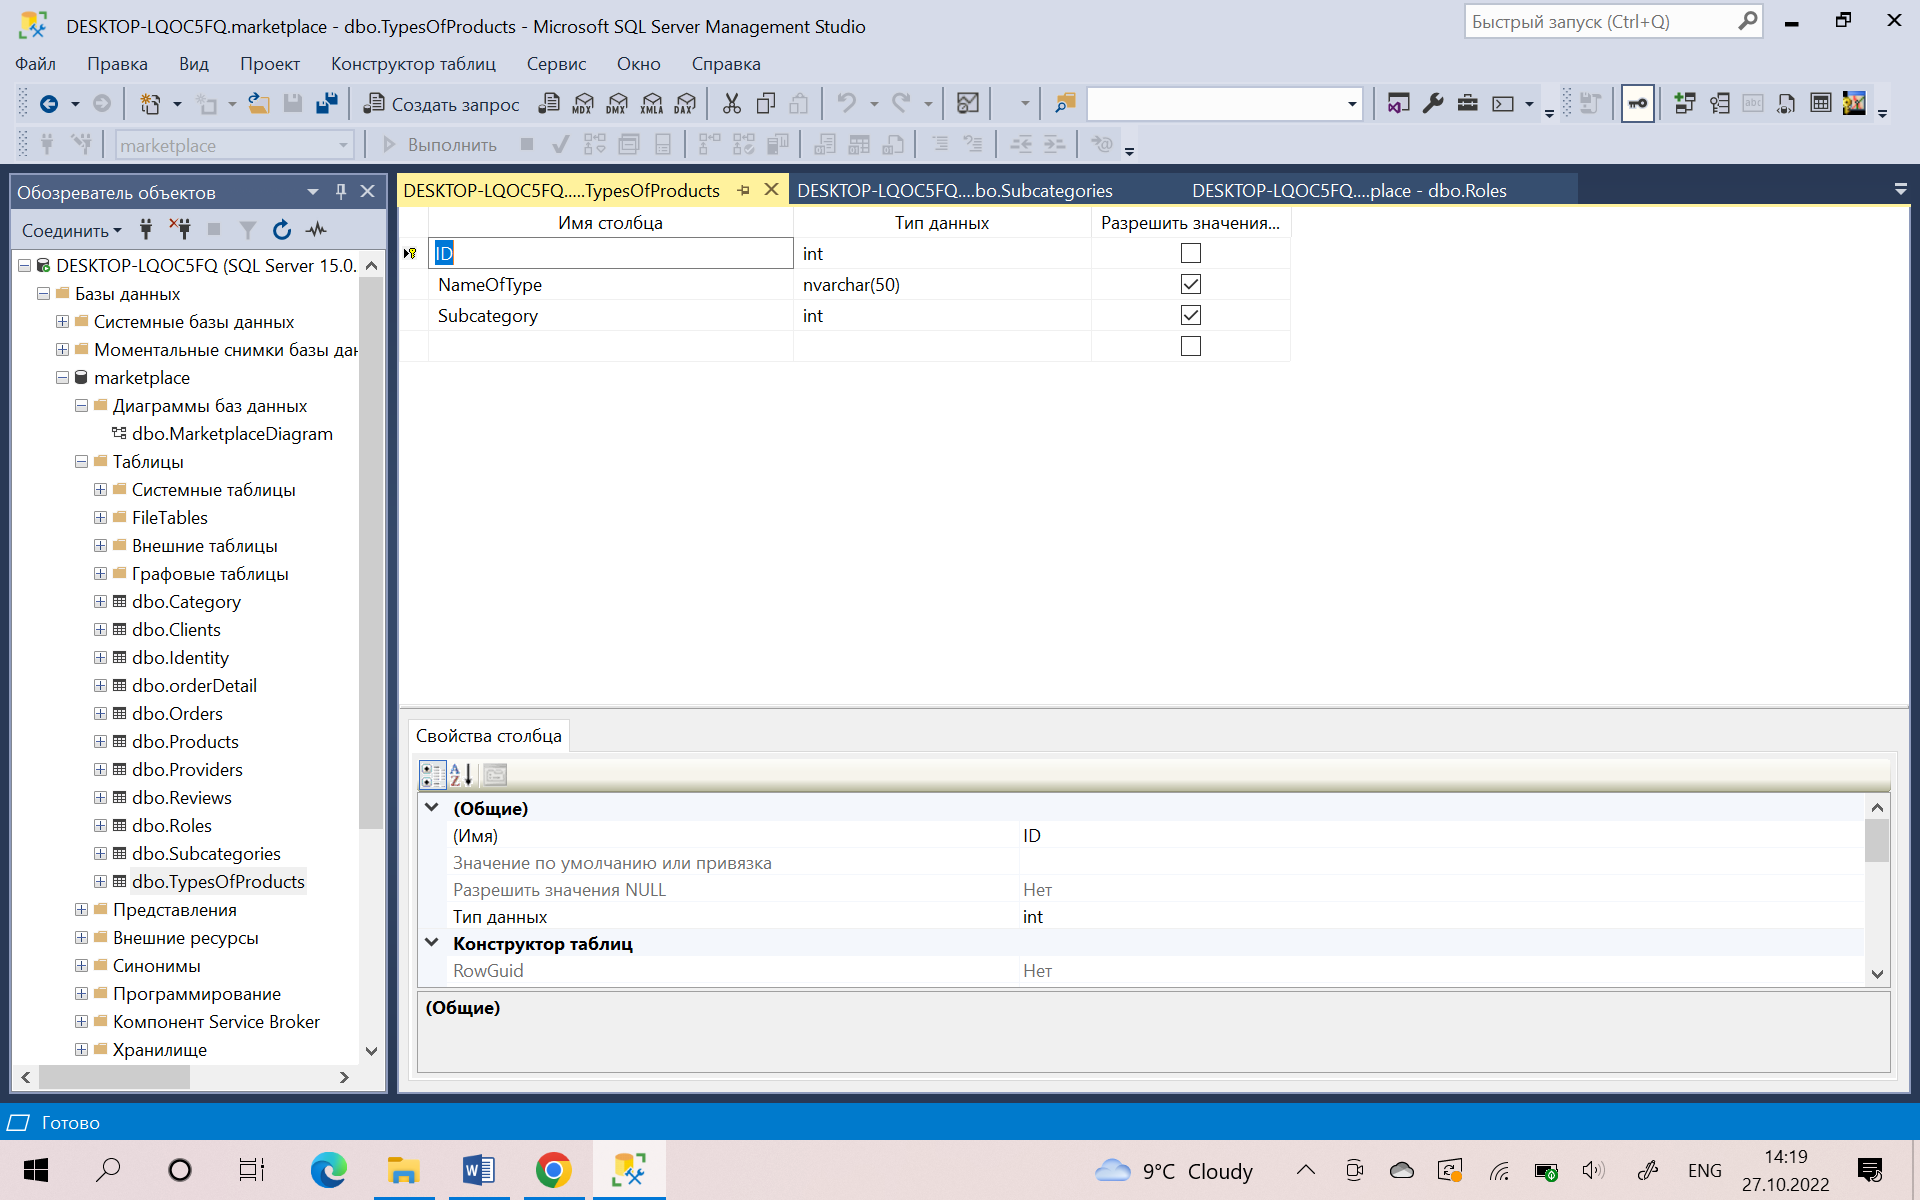 DESKTOP-LQOC5FQ.marketplace - dbo.TypesOfProducts - Microsoft SQL Server Management Studio
Быстрый запуск (Ctrl+Q)
Файл Правка Вид Проект Конструктор таблиц Сервис Окно Справка
Создать запрос MDX DMX XMLA DAX abc
marketplace Выполнить
Обозреватель объектов
Соединить
DESKTOP-LQOC5FQ (SQL Server 15.0.
Базы данных
Системные базы данных
Моментальные снимки базы дан
marketplace
Диаграммы баз данных
dbo.MarketplaceDiagram
Таблицы
Системные таблицы
FileTables
Внешние таблицы
Графовые таблицы
dbo.Category
dbo.Clients
dbo.Identity
dbo.orderDetail
dbo.Orders
dbo.Products
dbo.Providers
dbo.Reviews
dbo.Roles
dbo.Subcategories
dbo.TypesOfProducts
Представления
Внешние ресурсы
Синонимы
Программирование
Компонент Service Broker
Хранилище
DESKTOP-LQOC5FQ.....TypesOfProducts DESKTOP-LQOC5FQ....bo.Subcategories DESKTOP-LQOC5FQ....place - dbo.Roles
Имя столбца Тип данных Разрешить значения...
ID int
NameOfType nvarchar(50)
Subcategory int
Свойства столбца
(Общие)
(Имя) ID
Значение по умолчанию или привязка
Разрешить значения NULL Нет
Тип данных int
Конструктор таблиц
RowGuid Нет
(Общие)
Готово
9°C Cloudy ENG 14:19
27.10.2022